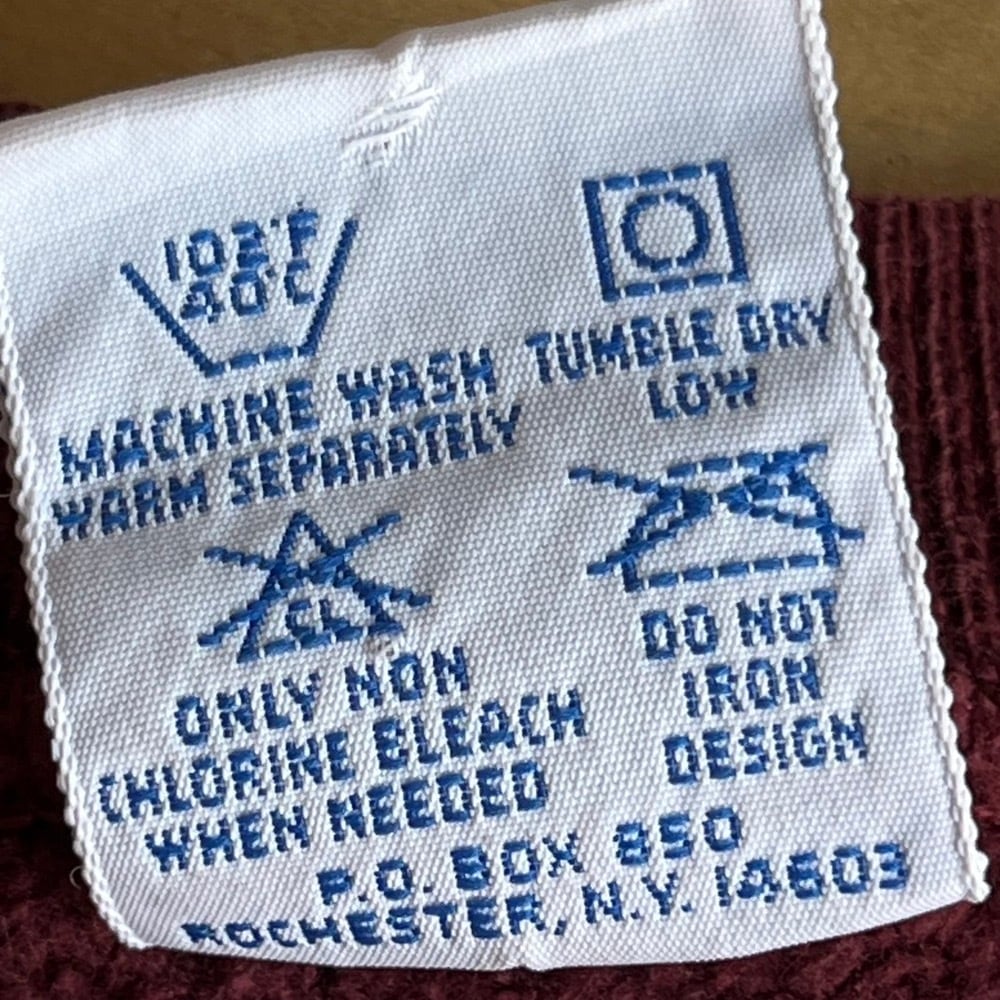 103°F
40°C
MACHINE WASH
WARM SEPARATELY
TUMBLE DRY
LOW
CL
ONLY NON
CHLORINE BLEACH
WHEN NEEDED
DO NOT
IRON
DESIGN
P.O. BOX 850
ROCHESTER, N.Y. 14603